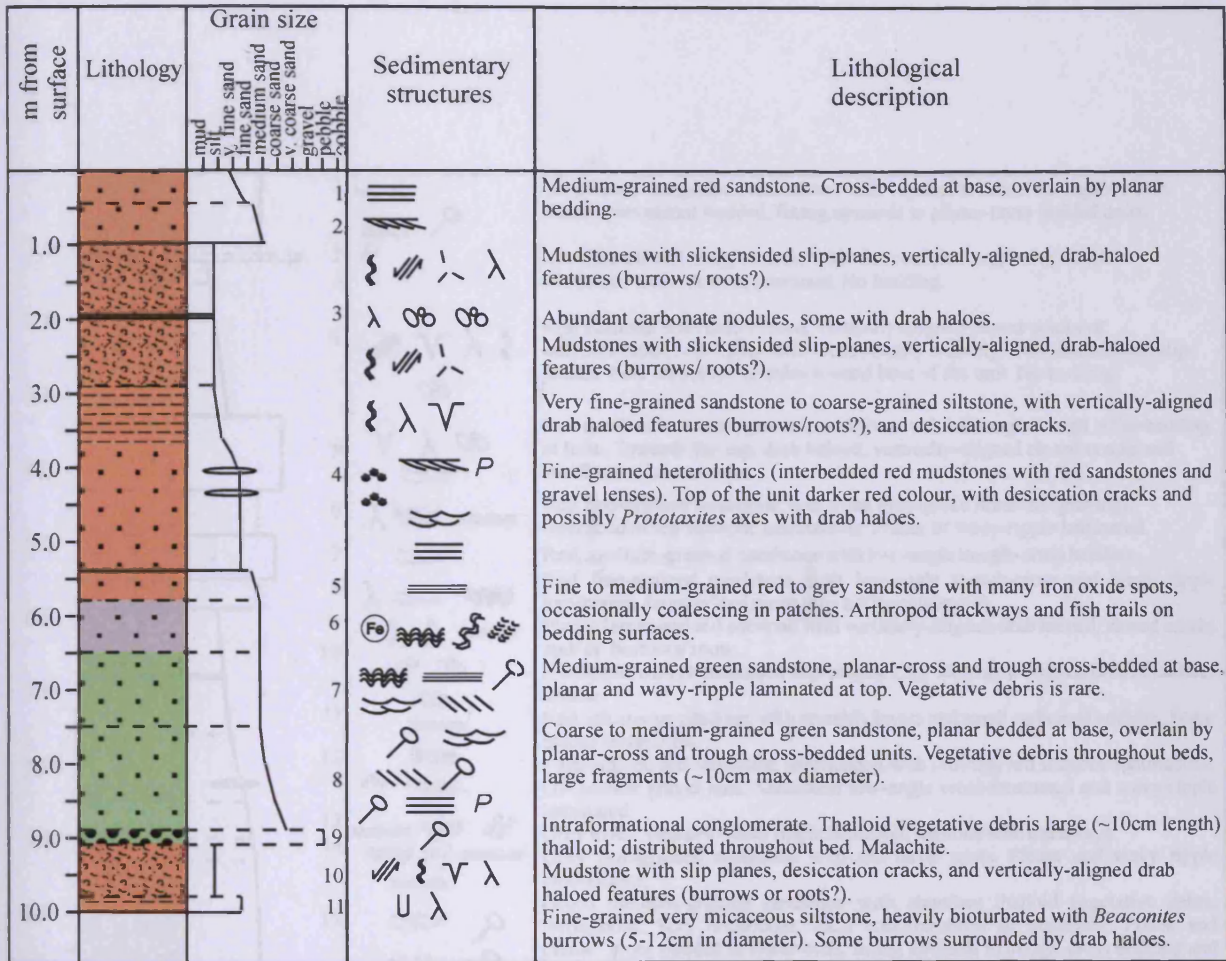 Grain size
m from
surface
Lithology
mud
silt
v. fine sand
fine sand
medium sand
coarse sand
v. coarse sand
gravel
pebble
cobble
Sedimentary
structures
Lithological
description
1
Medium-grained red sandstone. Cross-bedded at base, overlain by planar
bedding.
2
1.0
Mudstones with slickensided slip-planes, vertically-aligned, drab-haloed
features (burrows/ roots?).
2.0
3
Abundant carbonate nodules, some with drab haloes.
Mudstones with slickensided slip-planes, vertically-aligned, drab-haloed
features (burrows/ roots?).
3.0
Very fine-grained sandstone to coarse-grained siltstone, with vertically-aligned
drab haloed features (burrows/roots?), and desiccation cracks.
4.0
4
P
Fine-grained heterolithics (interbedded red mudstones with red sandstones and
gravel lenses). Top of the unit darker red colour, with desiccation cracks and
possibly Prototaxites axes with drab haloes.
5.0
5
Fine to medium-grained red to grey sandstone with many iron oxide spots,
occasionally coalescing in patches. Arthropod trackways and fish trails on
bedding surfaces.
6.0
6
Fe
Medium-grained green sandstone, planar-cross and trough cross-bedded at base,
planar and wavy-ripple laminated at top. Vegetative debris is rare.
7.0
7
Coarse to medium-grained green sandstone, planar bedded at base, overlain by
planar-cross and trough cross-bedded units. Vegetative debris throughout beds,
large fragments (~10cm max diameter).
8.0
8
P
9.0
9
Intraformational conglomerate. Thalloid vegetative debris large (~10cm length)
thalloid; distributed throughout bed. Malachite.
10
Mudstone with slip planes, desiccation cracks, and vertically-aligned drab
haloed features (burrows or roots?).
10.0
11
Fine-grained very micaceous siltstone, heavily bioturbated with Beaconites
burrows (5-12cm in diameter). Some burrows surrounded by drab haloes.